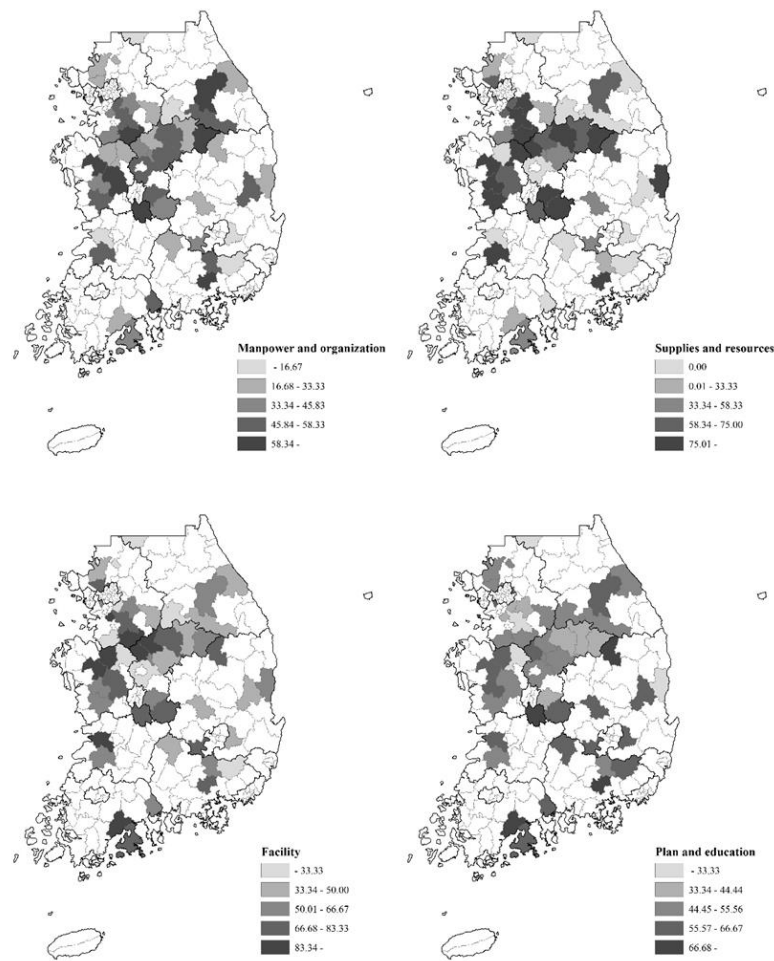 Manpower and organization
- 16.67
16.68 - 33.33
33.34 - 45.83
45.84 - 58.33
58.34 -
Supplies and resources
0.00
0.01 - 33.33
33.34 - 58.33
58.34 - 75.00
75.01 -
Facility
- 33.33
33.34 - 50.00
50.01 - 66.67
66.68 - 83.33
83.34 -
Plan and education
- 33.33
33.34 - 44.44
44.45 - 55.56
55.57 - 66.67
66.68 -